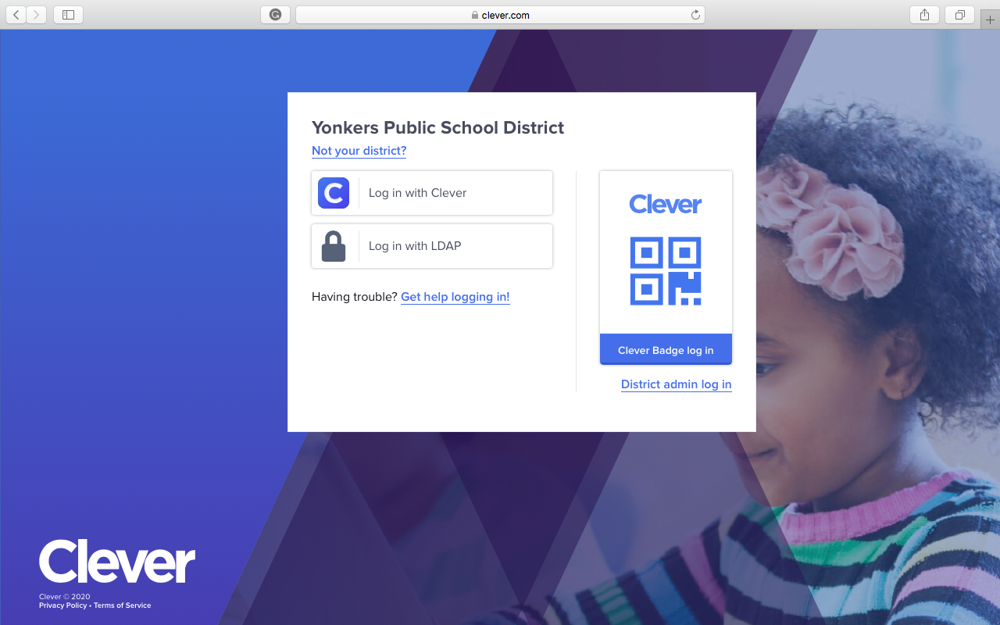 clever.com
Yonkers Public School District
Not your district?
Log in with Clever
Log in with LDAP
Having trouble? Get help logging in!
Clever
Clever Badge log in
District admin log in
Clever
Clever © 2020
Privacy Policy • Terms of Service